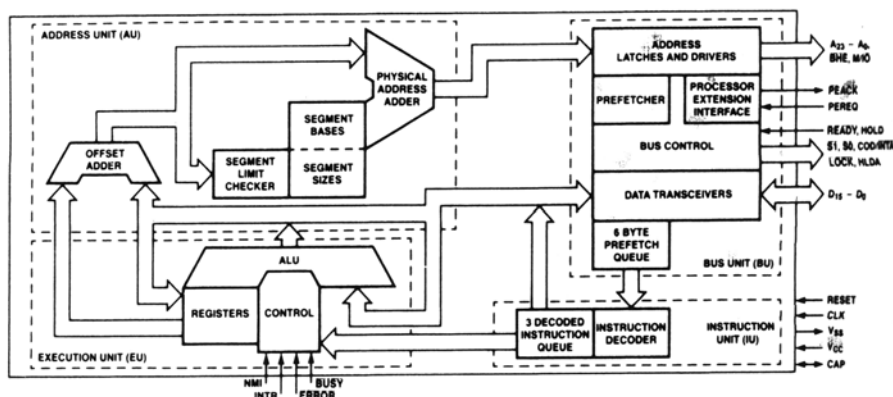 ADDRESS UNIT (AU)
PHYSICAL
ADDRESS
ADDER
SEGMENT
BASES
OFFSET
ADDER
SEGMENT
LIMIT
CHECKER
SEGMENT
SIZES
ADDRESS
LATCHES AND DRIVERS
PREFETCHER
PROCESSOR
EXTENSION
INTERFACE
BUS CONTROL
DATA TRANSCEIVERS
6 BYTE
PREFETCH
QUEUE
BUS UNIT (BU)
A23 - A0,
BHE, M/IO
PEACK
PEREQ
READY, HOLD
S1, S0, COD/INTA
LOCK, HLDA
D15 - D0
ALU
REGISTERS
CONTROL
EXECUTION UNIT (EU)
NMI
INTR
ERROR
BUSY
3 DECODED
INSTRUCTION
QUEUE
INSTRUCTION
DECODER
INSTRUCTION
UNIT (IU)
RESET
CLK
VSS
VCC
CAP